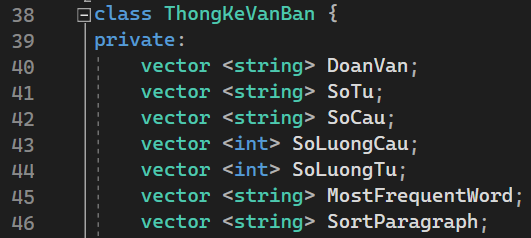 38 class ThongKeVanBan {
39 private:
40 vector <string> DoanVan;
41 vector <string> SoTu;
42 vector <string> SoCau;
43 vector <int> SoLuongCau;
44 vector <int> SoLuongTu;
45 vector <string> MostFrequentWord;
46 vector <string> SortParagraph;